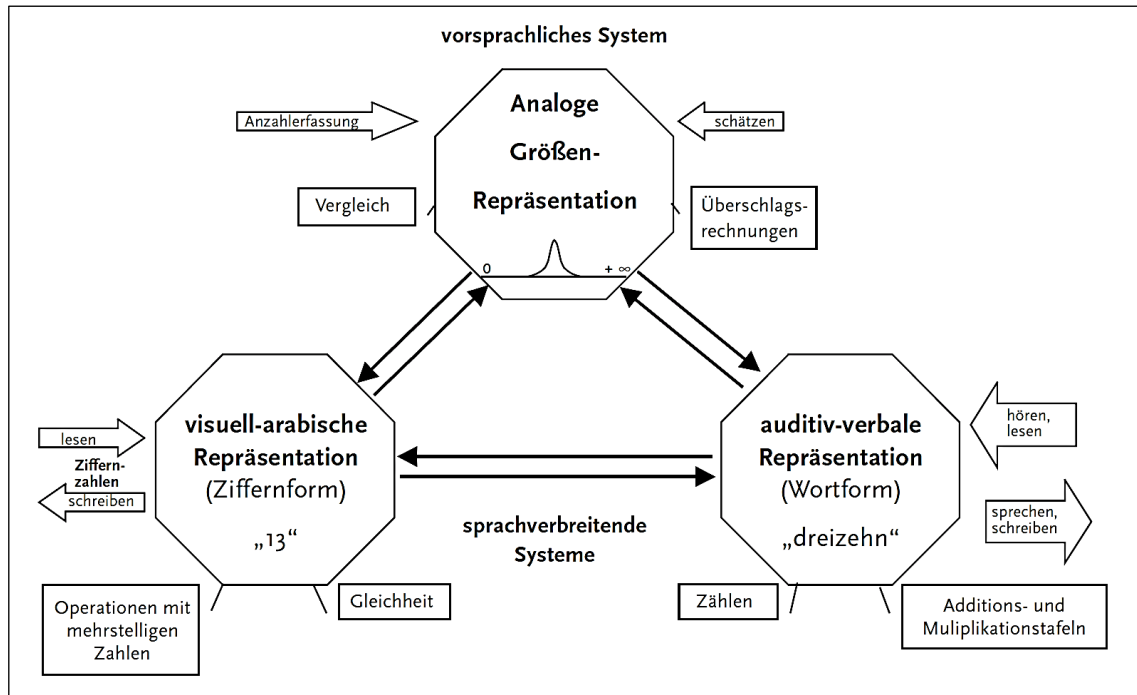 vorsprachliches System
Analoge
Größen-
Repräsentation
Anzahlerfassung
schätzen
Vergleich
Überschlags-
rechnungen
0
+ ∞
visuell-arabische
Repräsentation
(Ziffernform)
„13“
lesen
Ziffern-
zahlen
schreiben
Operationen mit
mehrstelligen
Zahlen
Gleichheit
sprachverbreitende
Systeme
auditiv-verbale
Repräsentation
(Wortform)
„dreizehn“
hören,
lesen
sprechen,
schreiben
Zählen
Additions- und
Muliplikationstafeln